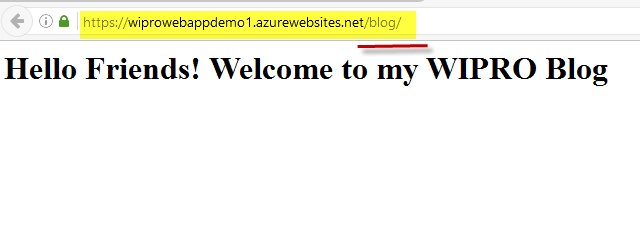 https://wiprowebappdemo1.azurewebsites.net/blog/
Hello Friends! Welcome to my WIPRO Blog